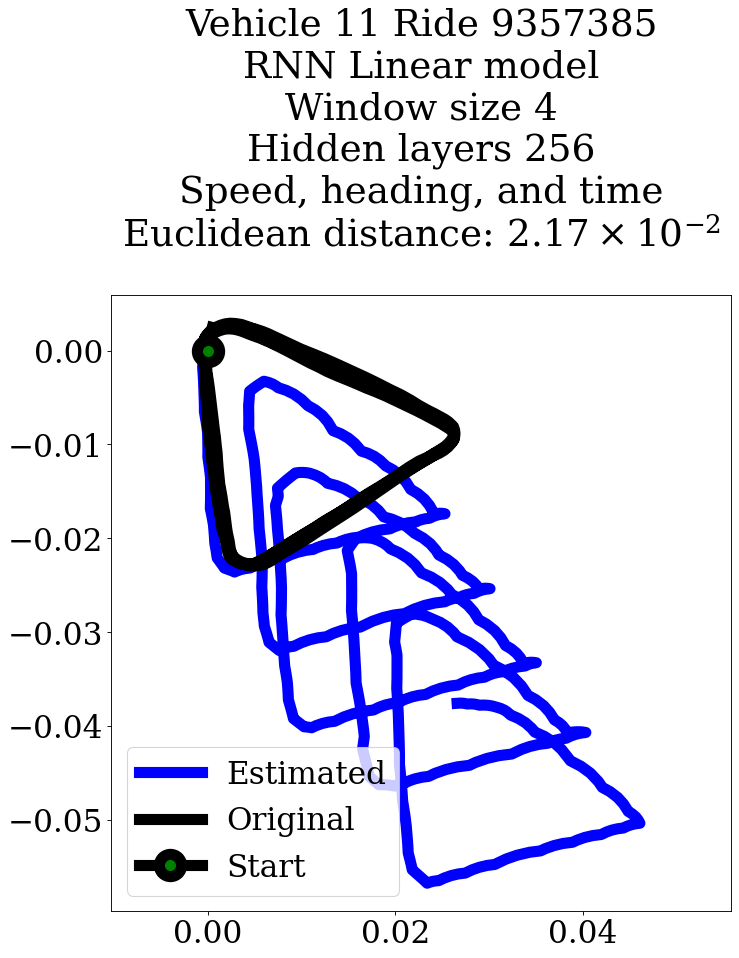 Vehicle 11 Ride 9357385
RNN Linear model
Window size 4
Hidden layers 256
Speed, heading, and time
Euclidean distance: 2.17 × 10⁻²
0.00
−0.01
−0.02
−0.03
−0.04
−0.05
Estimated
Original
Start
0.00 0.02 0.04